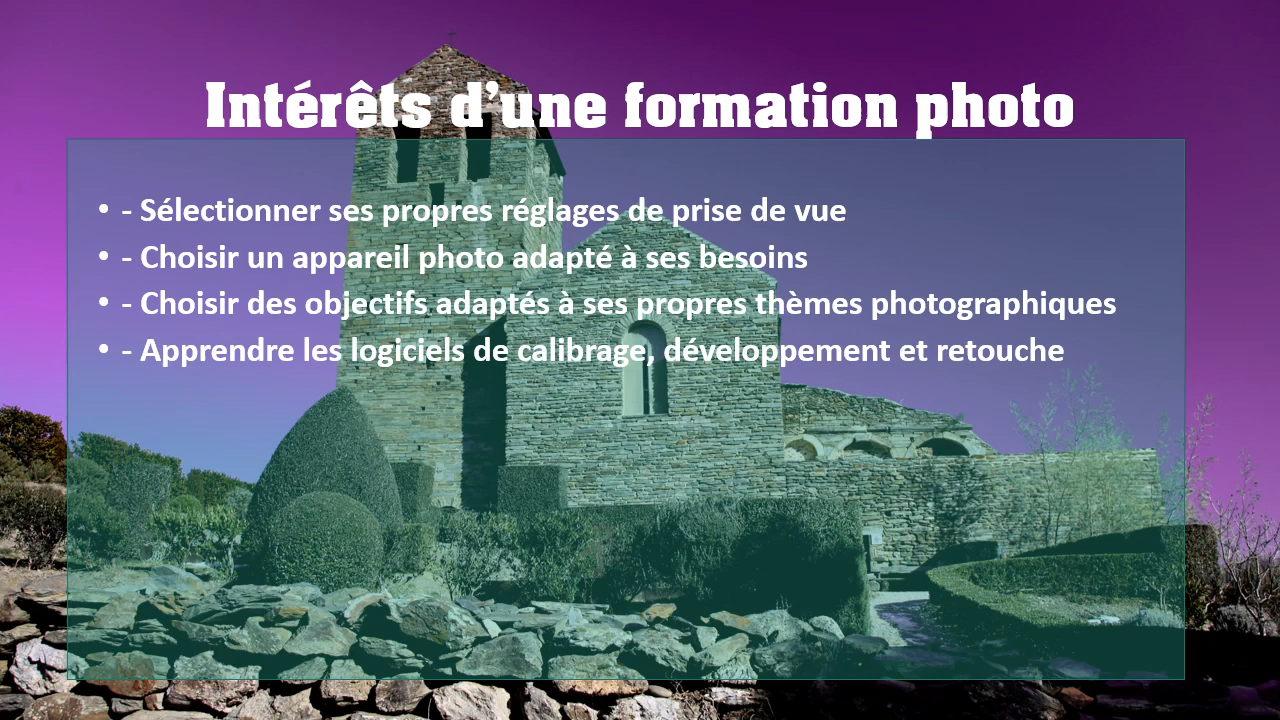 Intérêts d’une formation photo
• - Sélectionner ses propres réglages de prise de vue
• - Choisir un appareil photo adapté à ses besoins
• - Choisir des objectifs adaptés à ses propres thèmes photographiques
• - Apprendre les logiciels de calibrage, développement et retouche